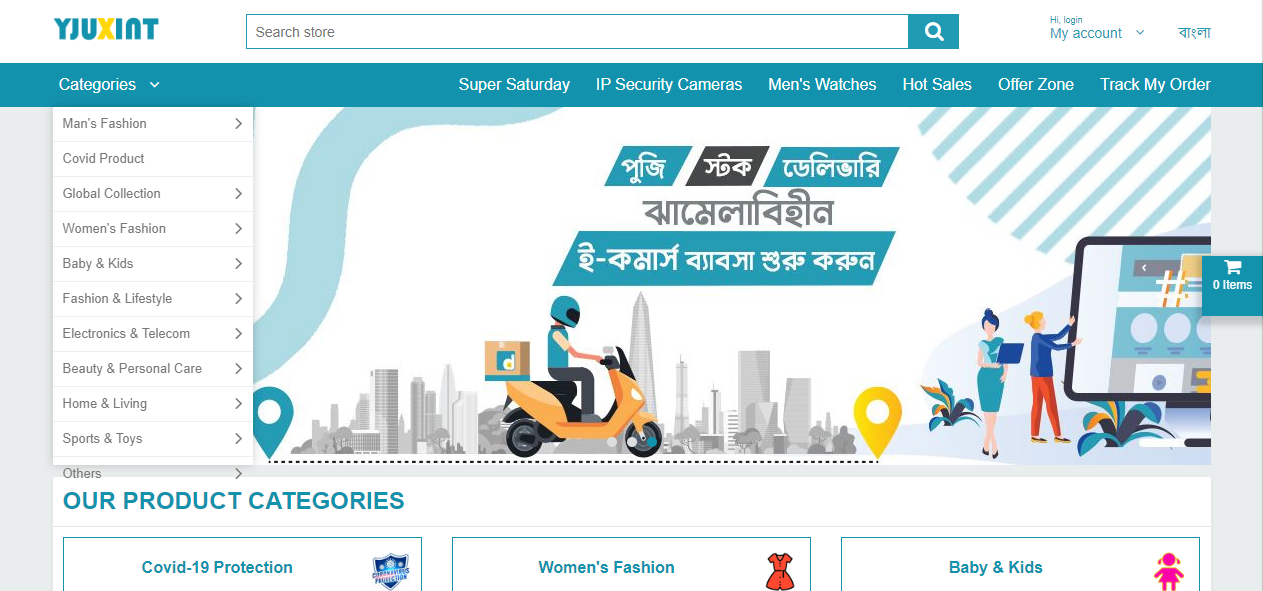 YJUXINT
Search store
Hi, login
My account
বাংলা
Categories
Super Saturday
IP Security Cameras
Men's Watches
Hot Sales
Offer Zone
Track My Order
Man's Fashion
Covid Product
Global Collection
Women's Fashion
Baby & Kids
Fashion & Lifestyle
Electronics & Telecom
Beauty & Personal Care
Home & Living
Sports & Toys
Others
পুজি স্টক ডেলিভারি
ঝামেলাবিহীন
ই-কমার্স ব্যাবসা শুরু করুন
d
#
0 Items
OUR PRODUCT CATEGORIES
Covid-19 Protection
CORONAVIRUS
PROTECTION
Women's Fashion
Baby & Kids